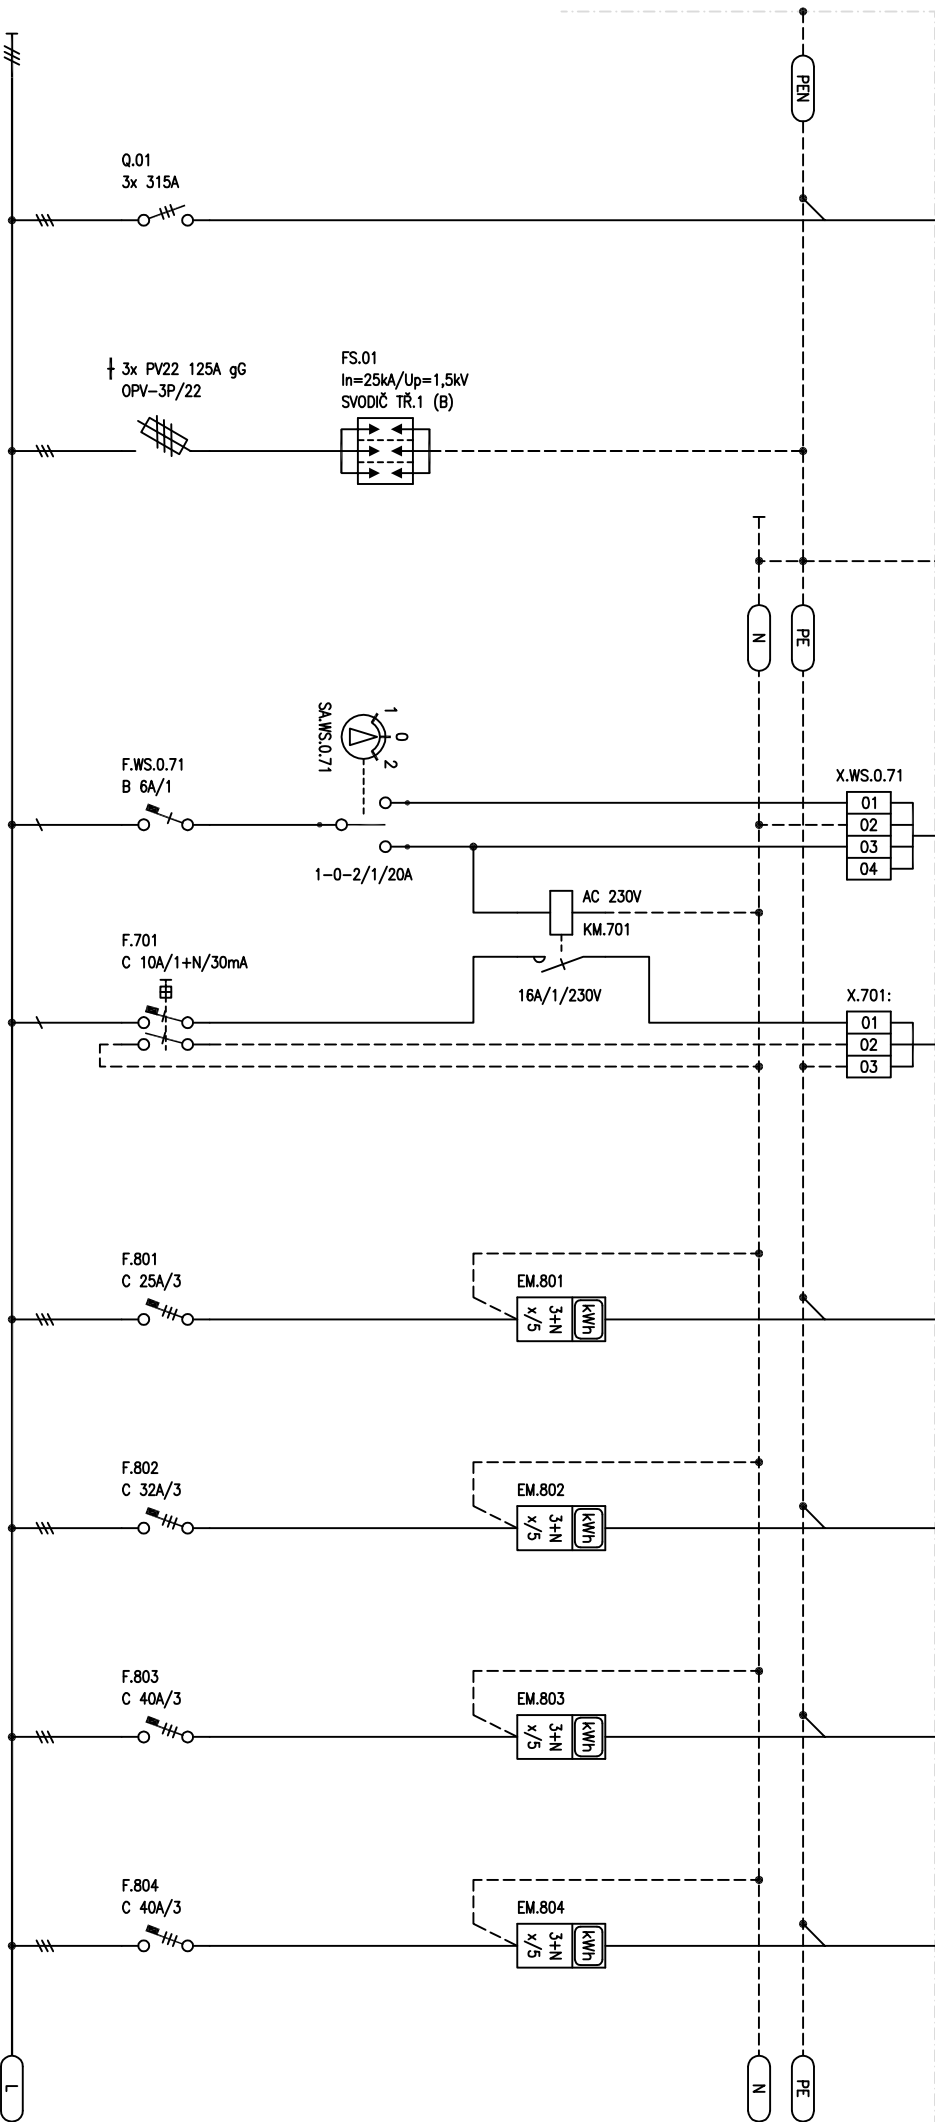 PEN
Q.01
3x 315A
3x PV22 125A gG
OPV-3P/22
FS.01
In=25kA/Up=1,5kV
SVODIČ TŘ.1 (B)
N
PE
SA.WS.0.71
1
0
2
F.WS.0.71
B 6A/1
1-0-2/1/20A
X.WS.0.71
01
02
03
04
AC 230V
KM.701
16A/1/230V
F.701
C 10A/1+N/30mA
X.701:
01
02
03
F.801
C 25A/3
EM.801
kWh
3+N
x/5
F.802
C 32A/3
EM.802
kWh
3+N
x/5
F.803
C 40A/3
EM.803
kWh
3+N
x/5
F.804
C 40A/3
EM.804
kWh
3+N
x/5
L
N
PE